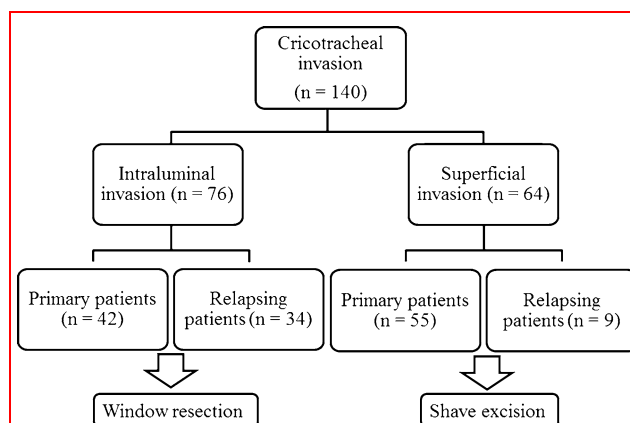 Cricotracheal
invasion
(n = 140)
Intraluminal
invasion (n = 76)
Superficial
invasion (n = 64)
Primary patients
(n = 42)
Relapsing
patients (n = 34)
Primary patients
(n = 55)
Relapsing
patients (n = 9)
Window resection
Shave excision